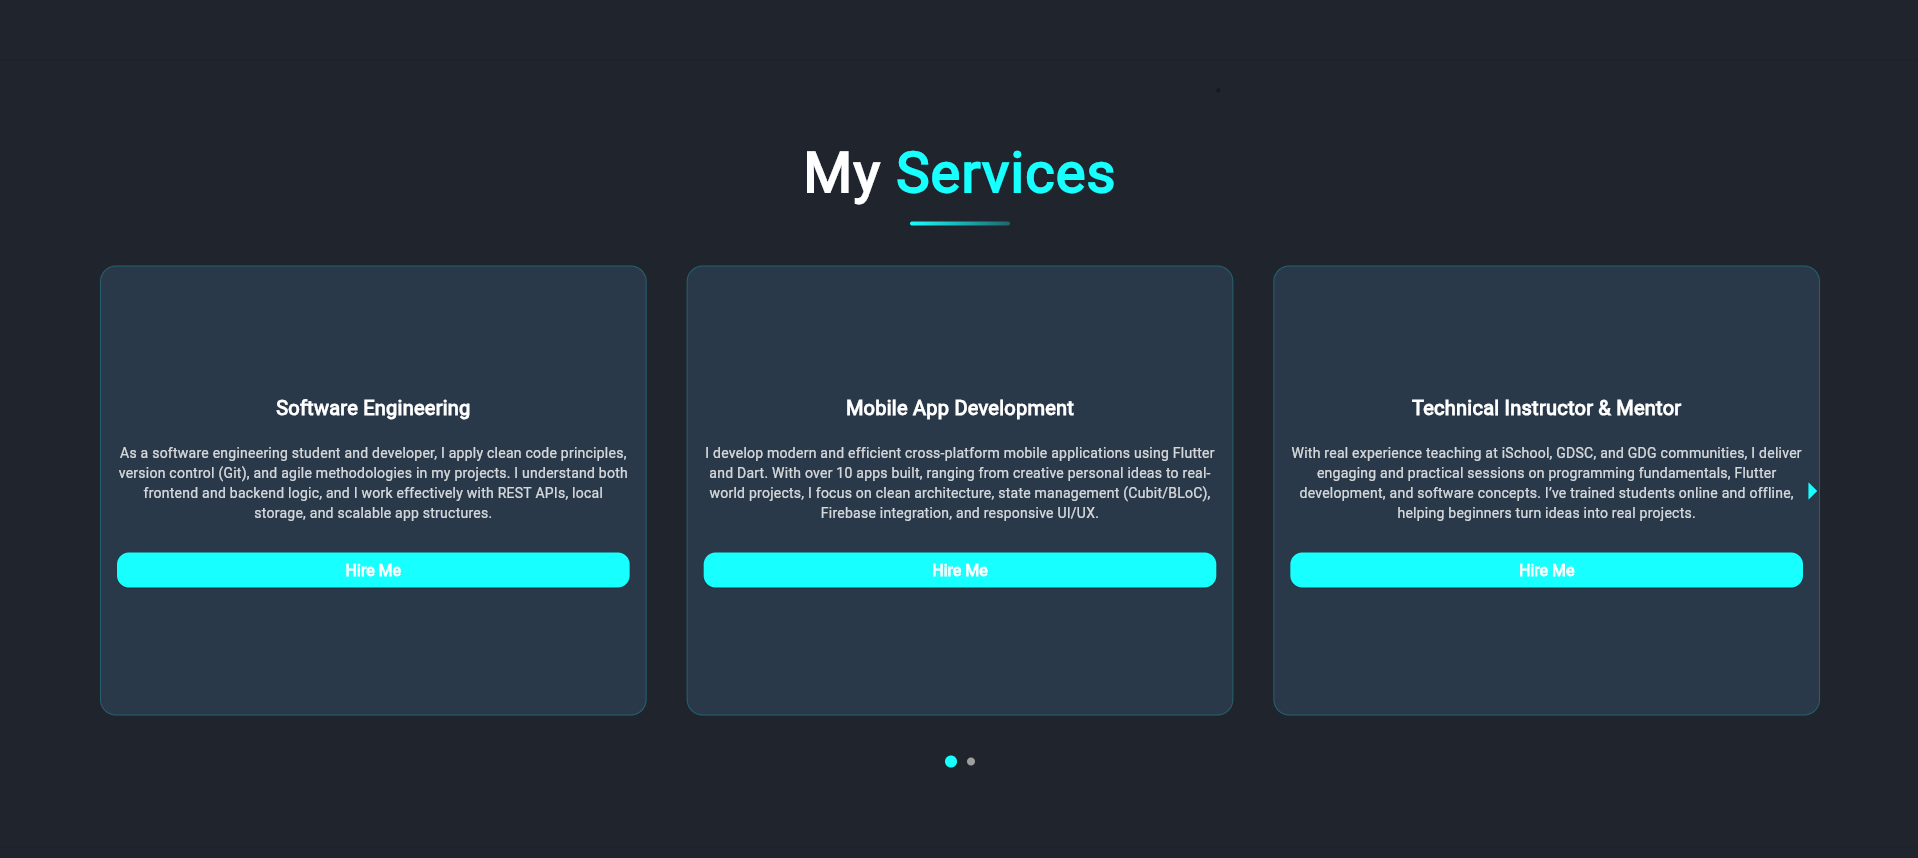 My Services
Software Engineering
As a software engineering student and developer, I apply clean code principles,
version control (Git), and agile methodologies in my projects. I understand both
frontend and backend logic, and I work effectively with REST APIs, local
storage, and scalable app structures.
Hire Me
Mobile App Development
I develop modern and efficient cross-platform mobile applications using Flutter
and Dart. With over 10 apps built, ranging from creative personal ideas to real-
world projects, I focus on clean architecture, state management (Cubit/BLoC),
Firebase integration, and responsive UI/UX.
Hire Me
Technical Instructor & Mentor
With real experience teaching at iSchool, GDSC, and GDG communities, I deliver
engaging and practical sessions on programming fundamentals, Flutter
development, and software concepts. I’ve trained students online and offline,
helping beginners turn ideas into real projects.
Hire Me